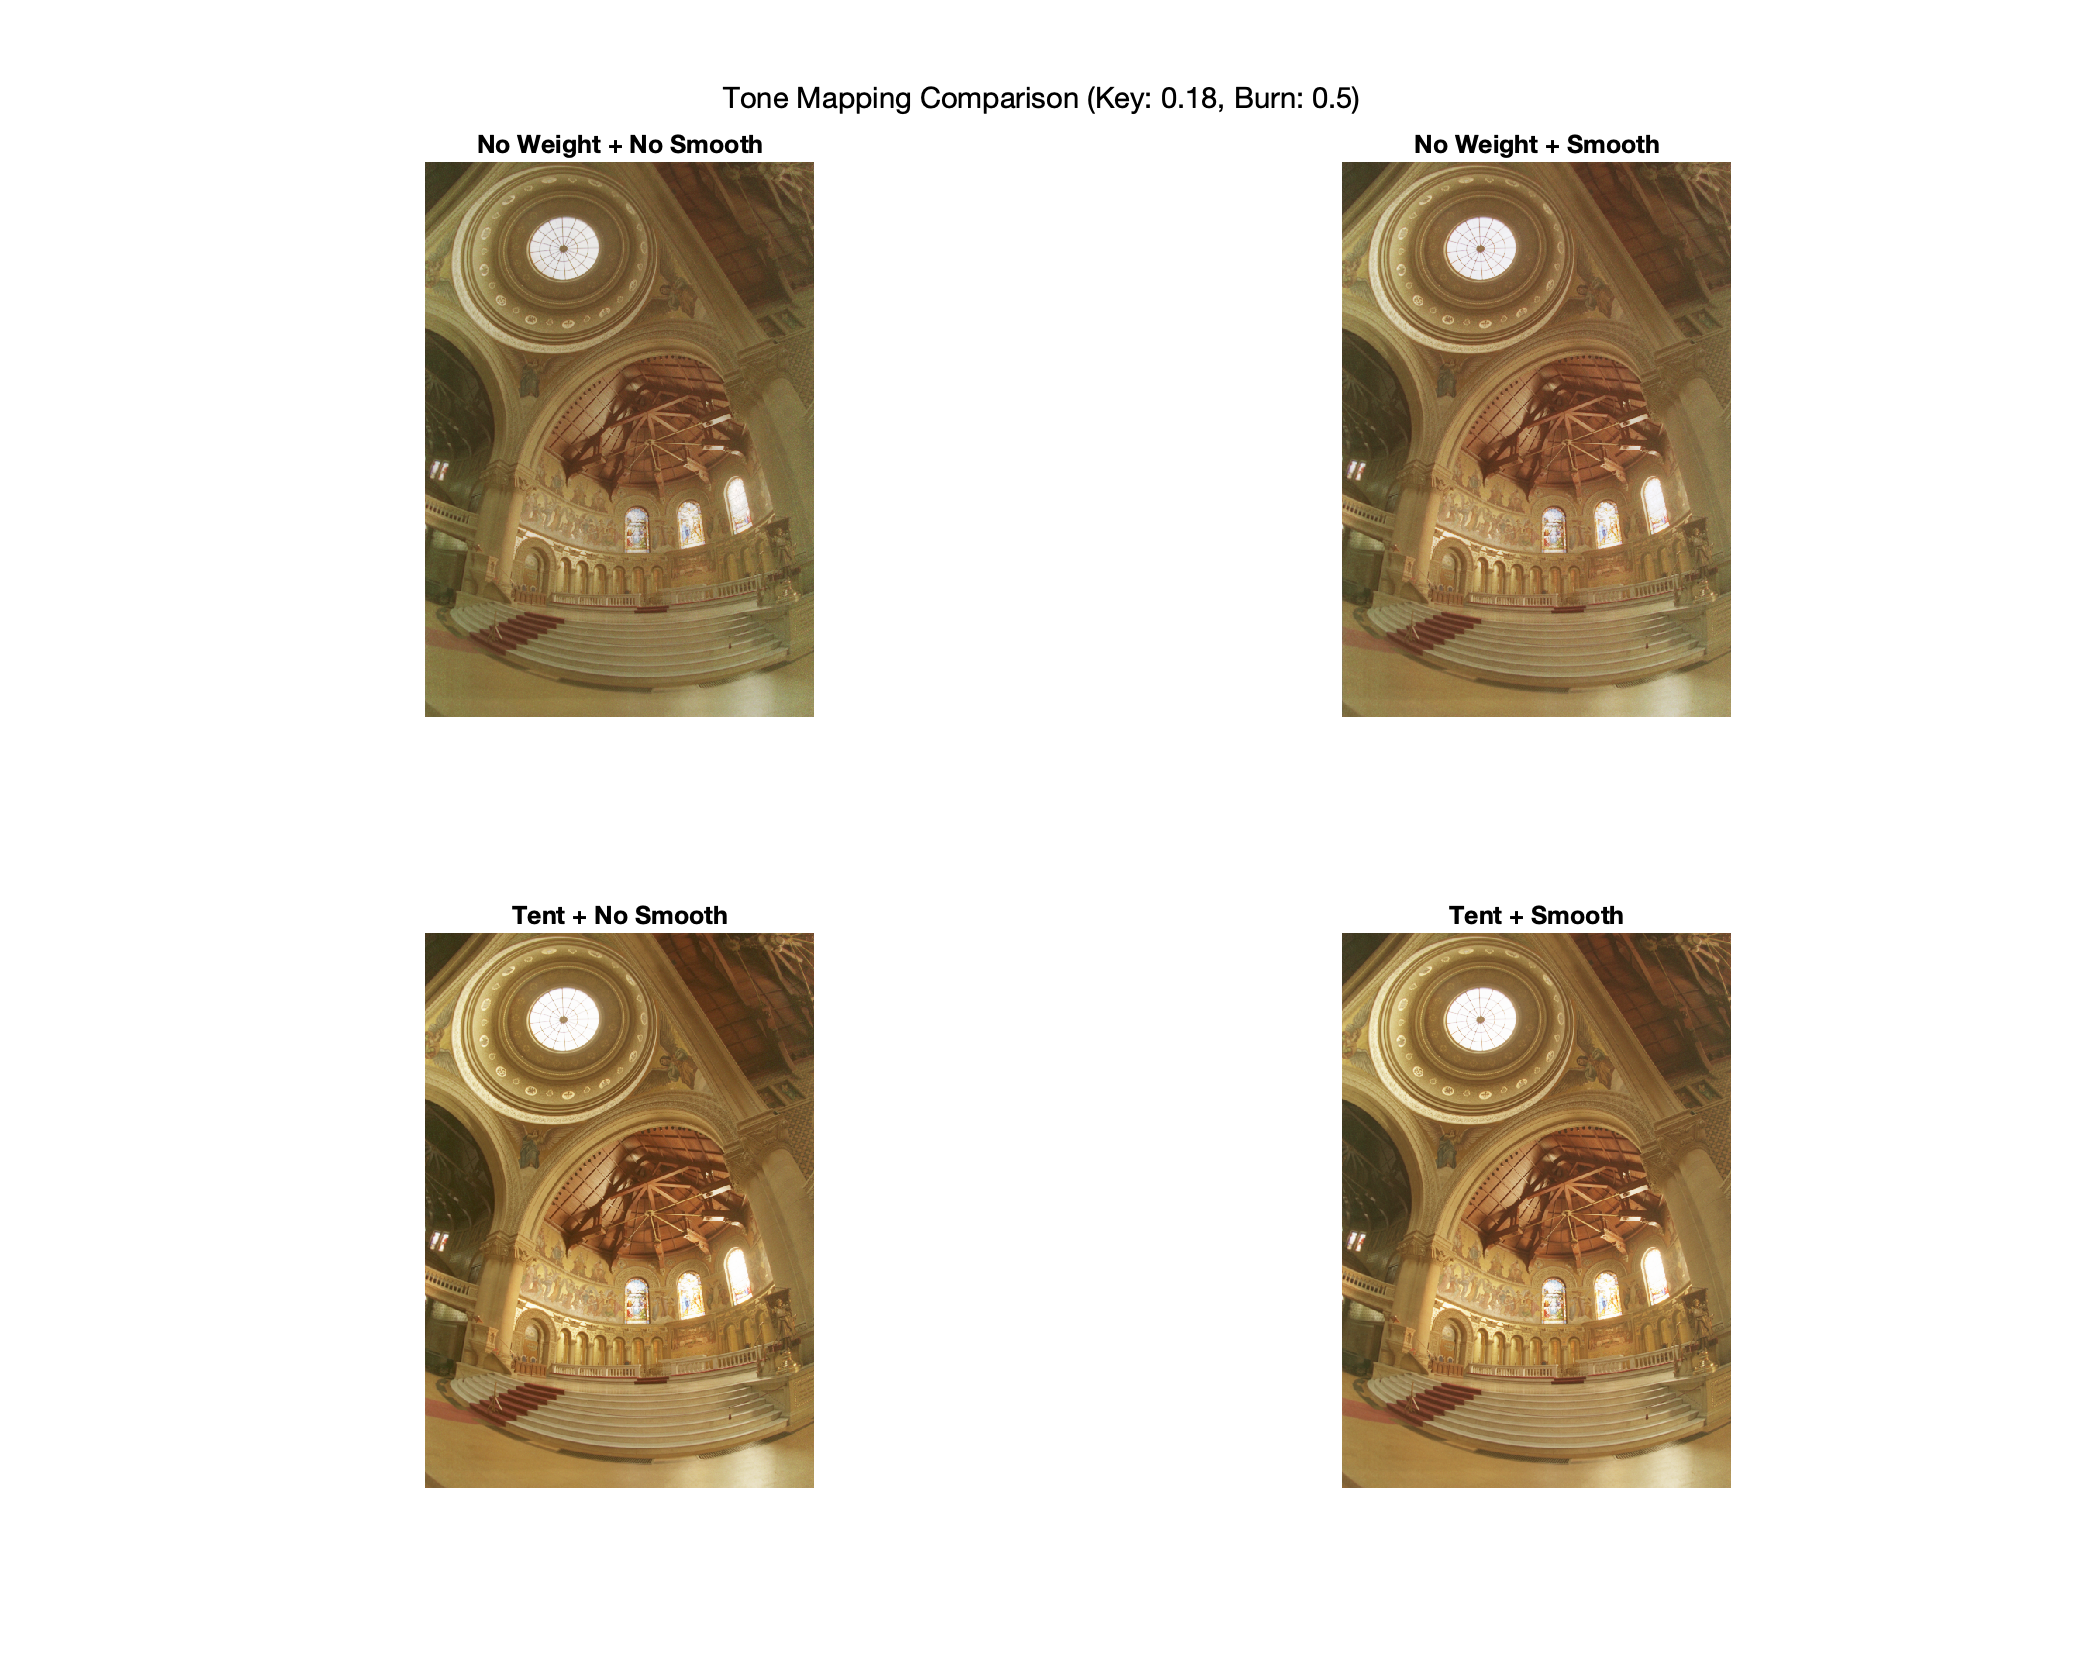 Tone Mapping Comparison (Key: 0.18, Burn: 0.5)
No Weight + No Smooth
No Weight + Smooth
Tent + No Smooth
Tent + Smooth